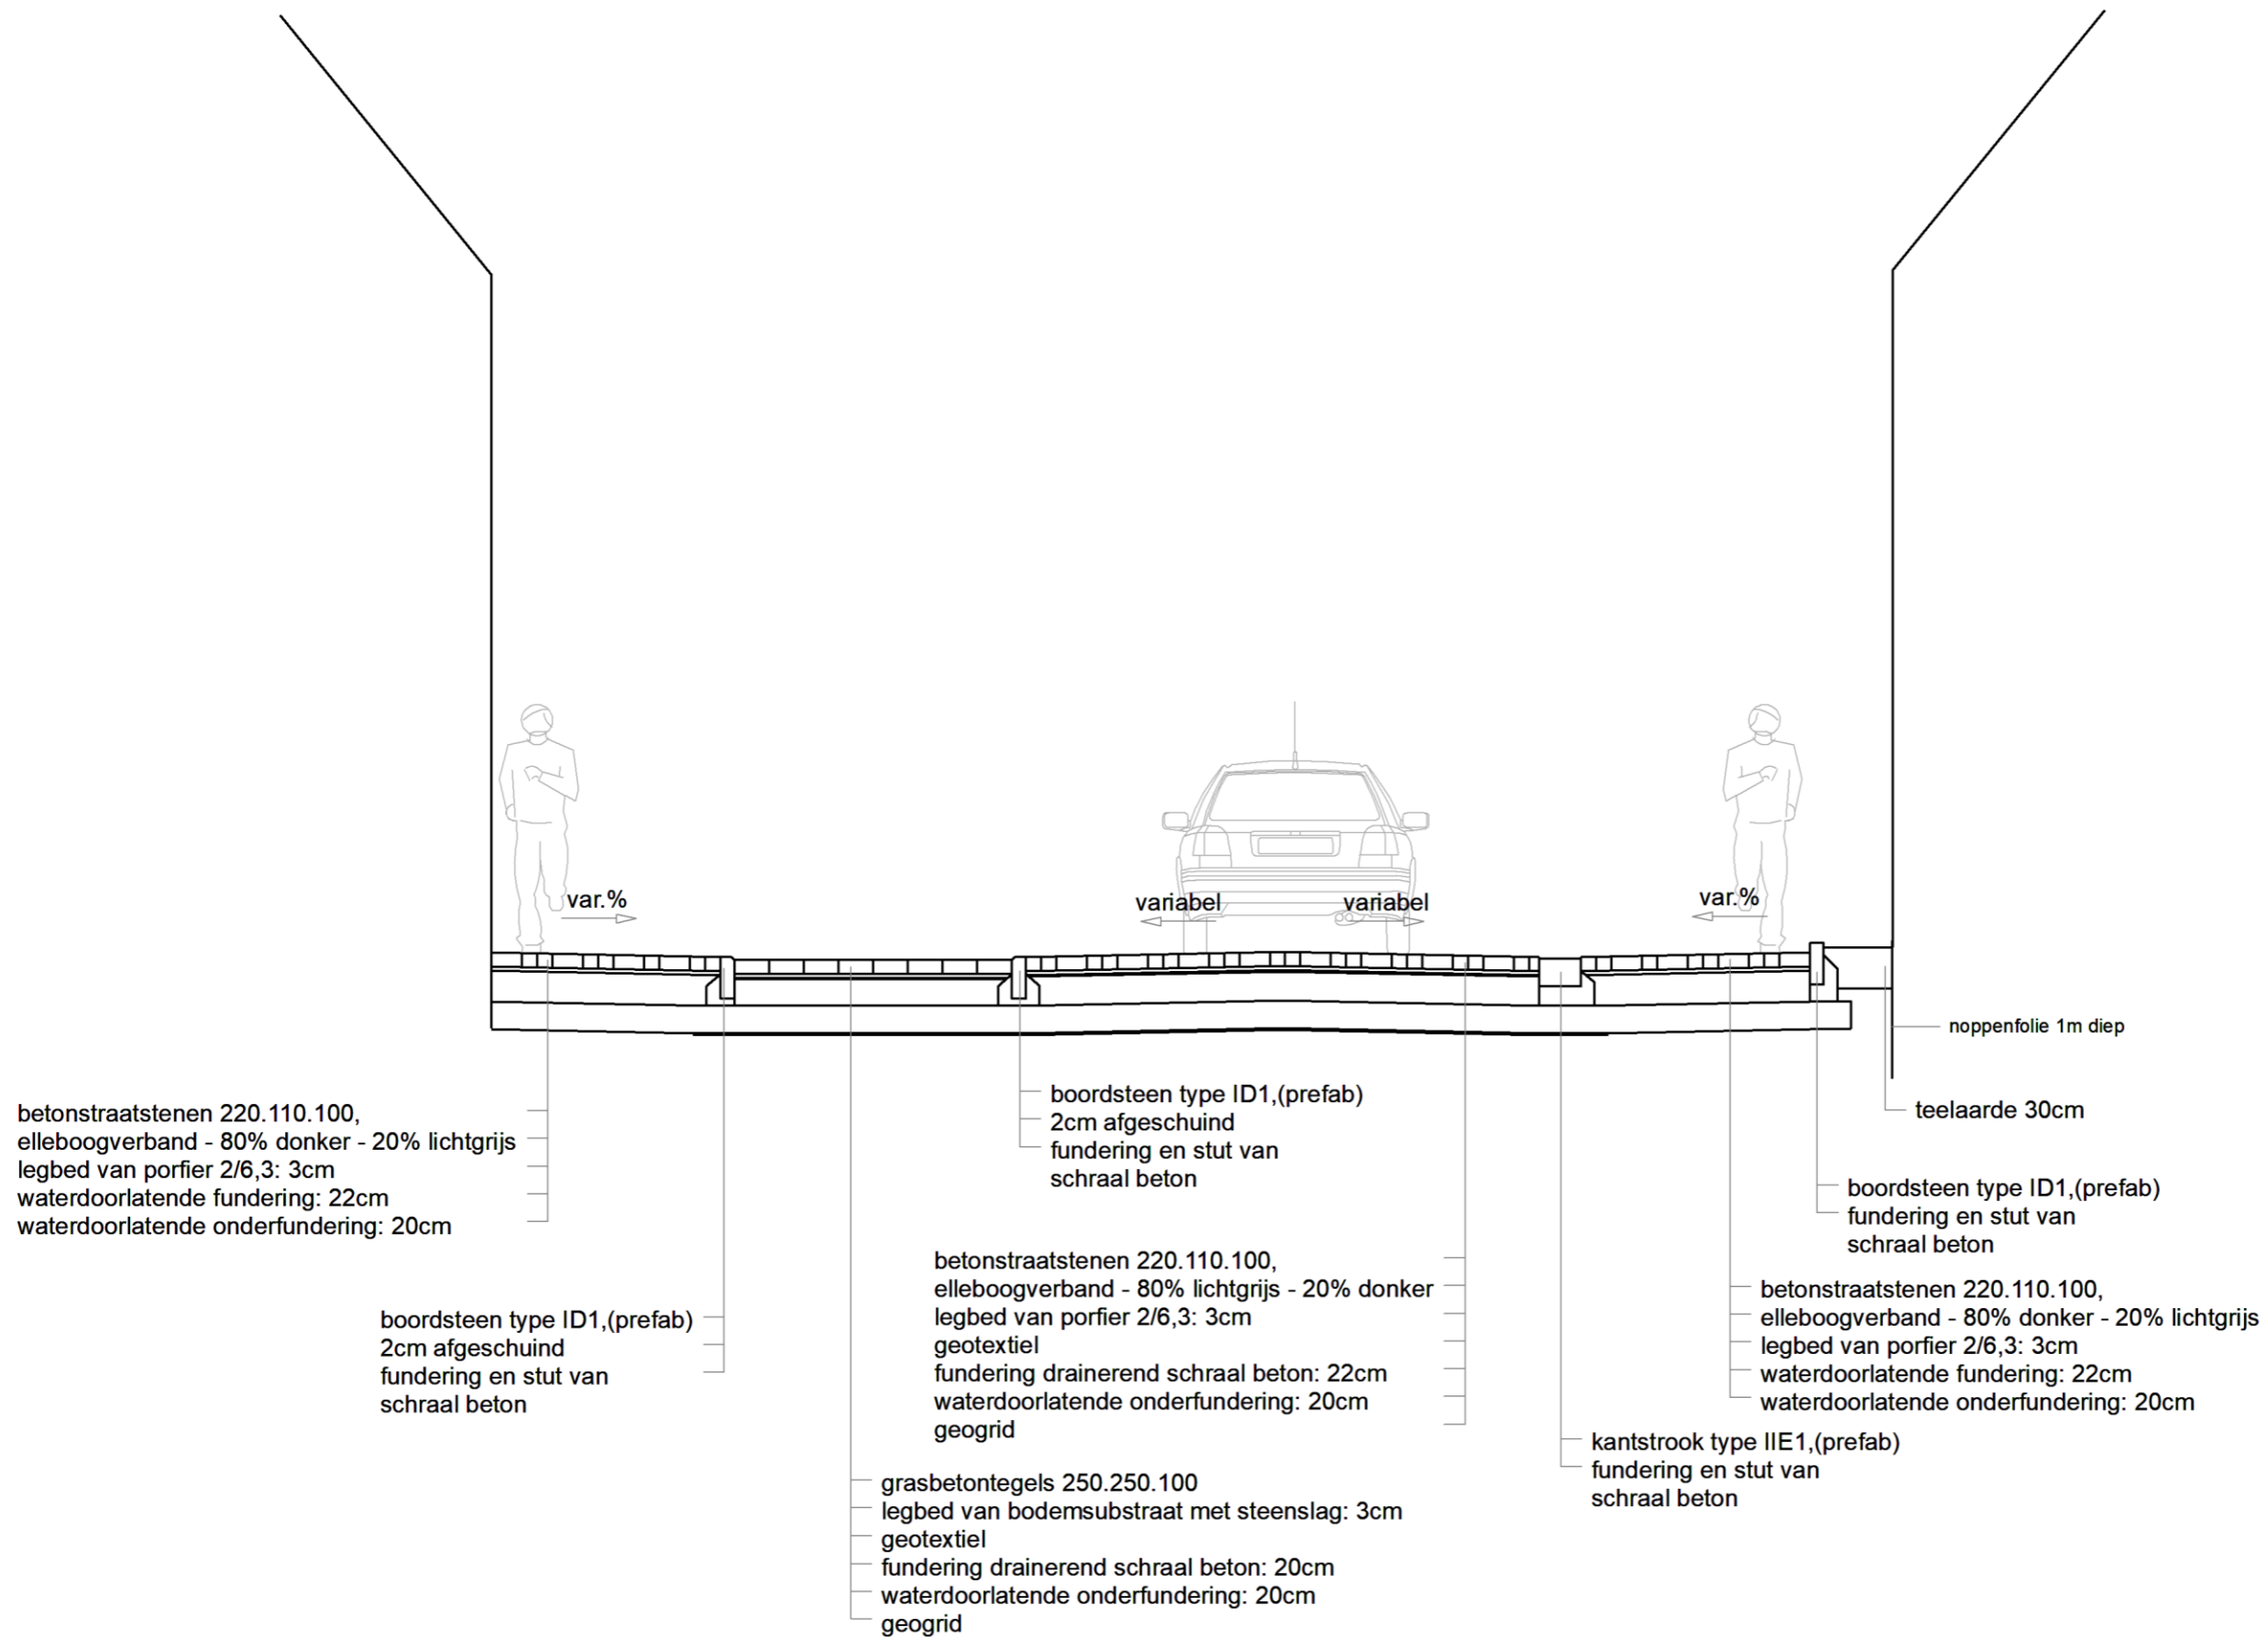 var.%
variabel
variabel
var.%
noppenfolie 1m diep
teelaarde 30cm
betonstraatstenen 220.110.100,
elleboogverband - 80% donker - 20% lichtgrijs
legbed van porfier 2/6,3: 3cm
waterdoorlatende fundering: 22cm
waterdoorlatende onderfundering: 20cm
boordsteen type ID1,(prefab)
2cm afgeschuind
fundering en stut van
schraal beton
boordsteen type ID1,(prefab)
fundering en stut van
schraal beton
betonstraatstenen 220.110.100,
elleboogverband - 80% lichtgrijs - 20% donker
legbed van porfier 2/6,3: 3cm
geotextiel
fundering drainerend schraal beton: 22cm
waterdoorlatende onderfundering: 20cm
geogrid
betonstraatstenen 220.110.100,
elleboogverband - 80% donker - 20% lichtgrijs
legbed van porfier 2/6,3: 3cm
waterdoorlatende fundering: 22cm
waterdoorlatende onderfundering: 20cm
boordsteen type ID1,(prefab)
2cm afgeschuind
fundering en stut van
schraal beton
kantstrook type IIE1,(prefab)
fundering en stut van
schraal beton
grasbetontegels 250.250.100
legbed van bodemsubstraat met steenslag: 3cm
geotextiel
fundering drainerend schraal beton: 20cm
waterdoorlatende onderfundering: 20cm
geogrid